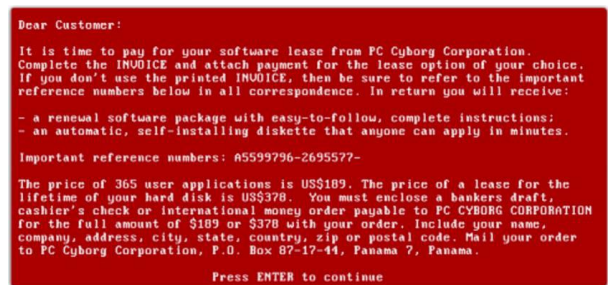 Dear Customer:
It is time to pay for your software lease from PC Cyborg Corporation.
Complete the INVOICE and attach payment for the lease option of your choice.
If you don't use the printed INVOICE, then be sure to refer to the important
reference numbers below in all correspondence. In return you will receive:
- a renewal software package with easy-to-follow, complete instructions;
- an automatic, self-installing diskette that anyone can apply in minutes.
Important reference numbers: A5599796-2695577-
The price of 365 user applications is US$189. The price of a lease for the
lifetime of your hard disk is US$378. You must enclose a bankers draft,
cashier's check or international money order payable to PC CYBORG CORPORATION
for the full amount of $189 or $378 with your order. Include your name,
company, address, city, state, country, zip or postal code. Mail your order
to PC Cyborg Corporation, P.O. Box 87-17-44, Panama 7, Panama.
Press ENTER to continue